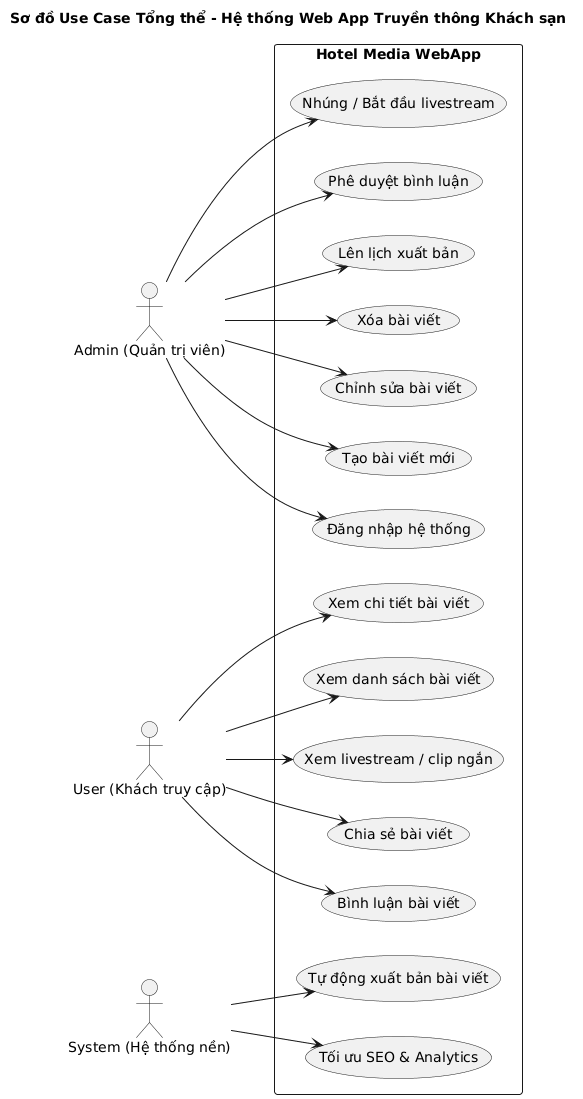 Sơ đồ Use Case Tổng thể - Hệ thống Web App Truyền thông Khách sạn
Hotel Media WebApp
Nhúng / Bắt đầu livestream
Phê duyệt bình luận
Lên lịch xuất bản
Xóa bài viết
Admin (Quản trị viên)
Chỉnh sửa bài viết
Tạo bài viết mới
Đăng nhập hệ thống
Xem chi tiết bài viết
Xem danh sách bài viết
Xem livestream / clip ngắn
User (Khách truy cập)
Chia sẻ bài viết
Bình luận bài viết
Tự động xuất bản bài viết
System (Hệ thống nền)
Tối ưu SEO & Analytics